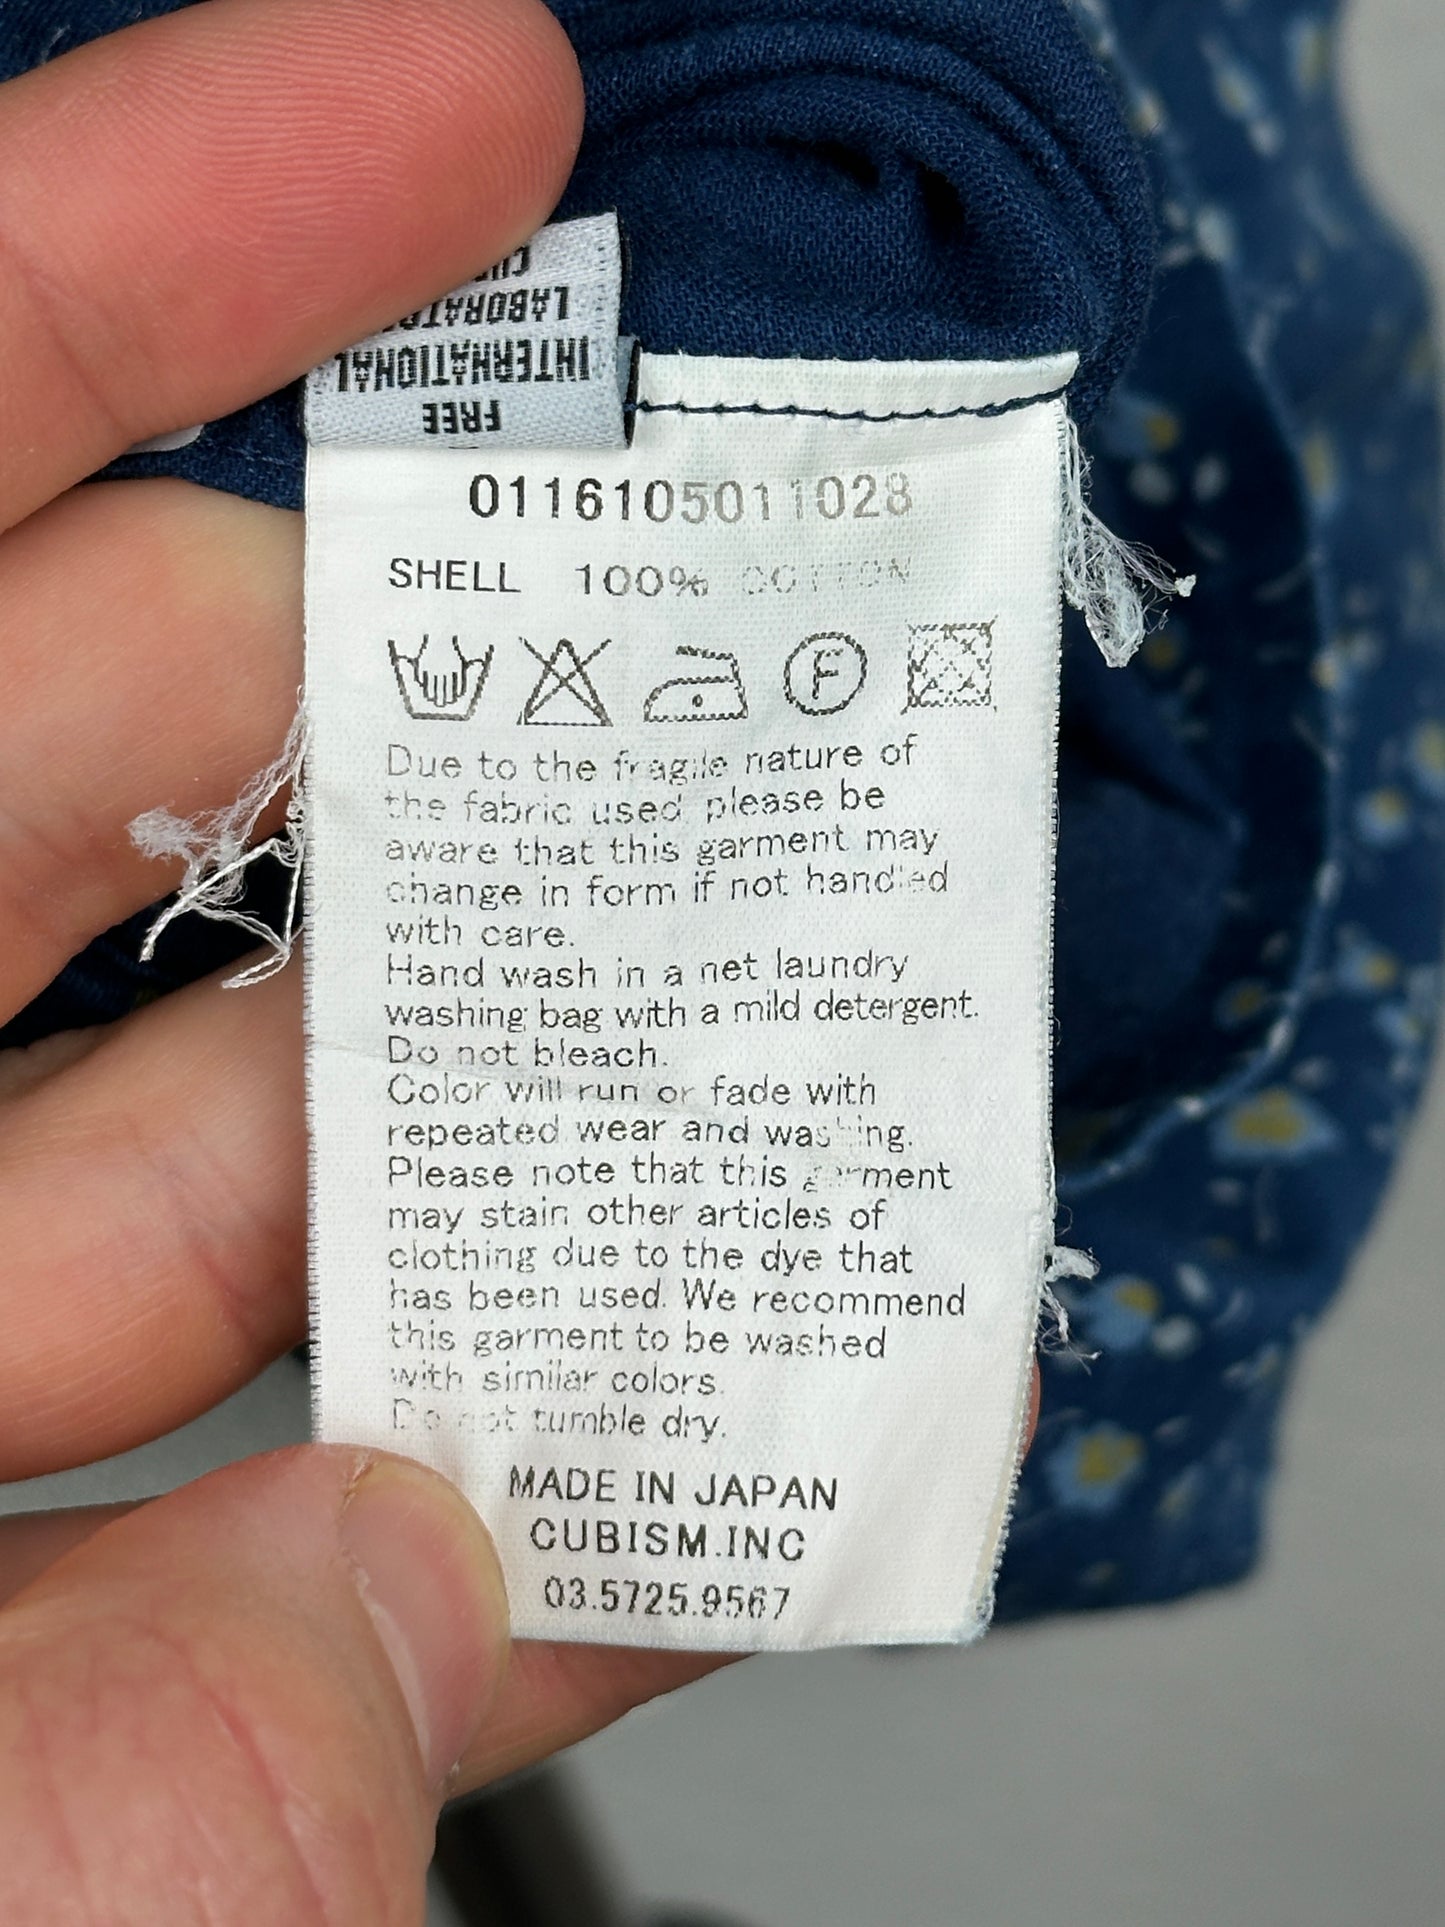 CUB
LABORATO
INTERNATIONAL
FREE
0116105011028
SHELL 100% COTTON
F
Due to the fragile nature of
the fabric used, please be
aware that this garment may
change in form if not handled
with care.
Hand wash in a net laundry
washing bag with a mild detergent.
Do not bleach.
Color will run or fade with
repeated wear and washing.
Please note that this garment
may stain other articles of
clothing due to the dye that
has been used. We recommend
this garment to be washed
with similar colors.
Do not tumble dry.
MADE IN JAPAN
CUBISM.INC
03.5725.9567